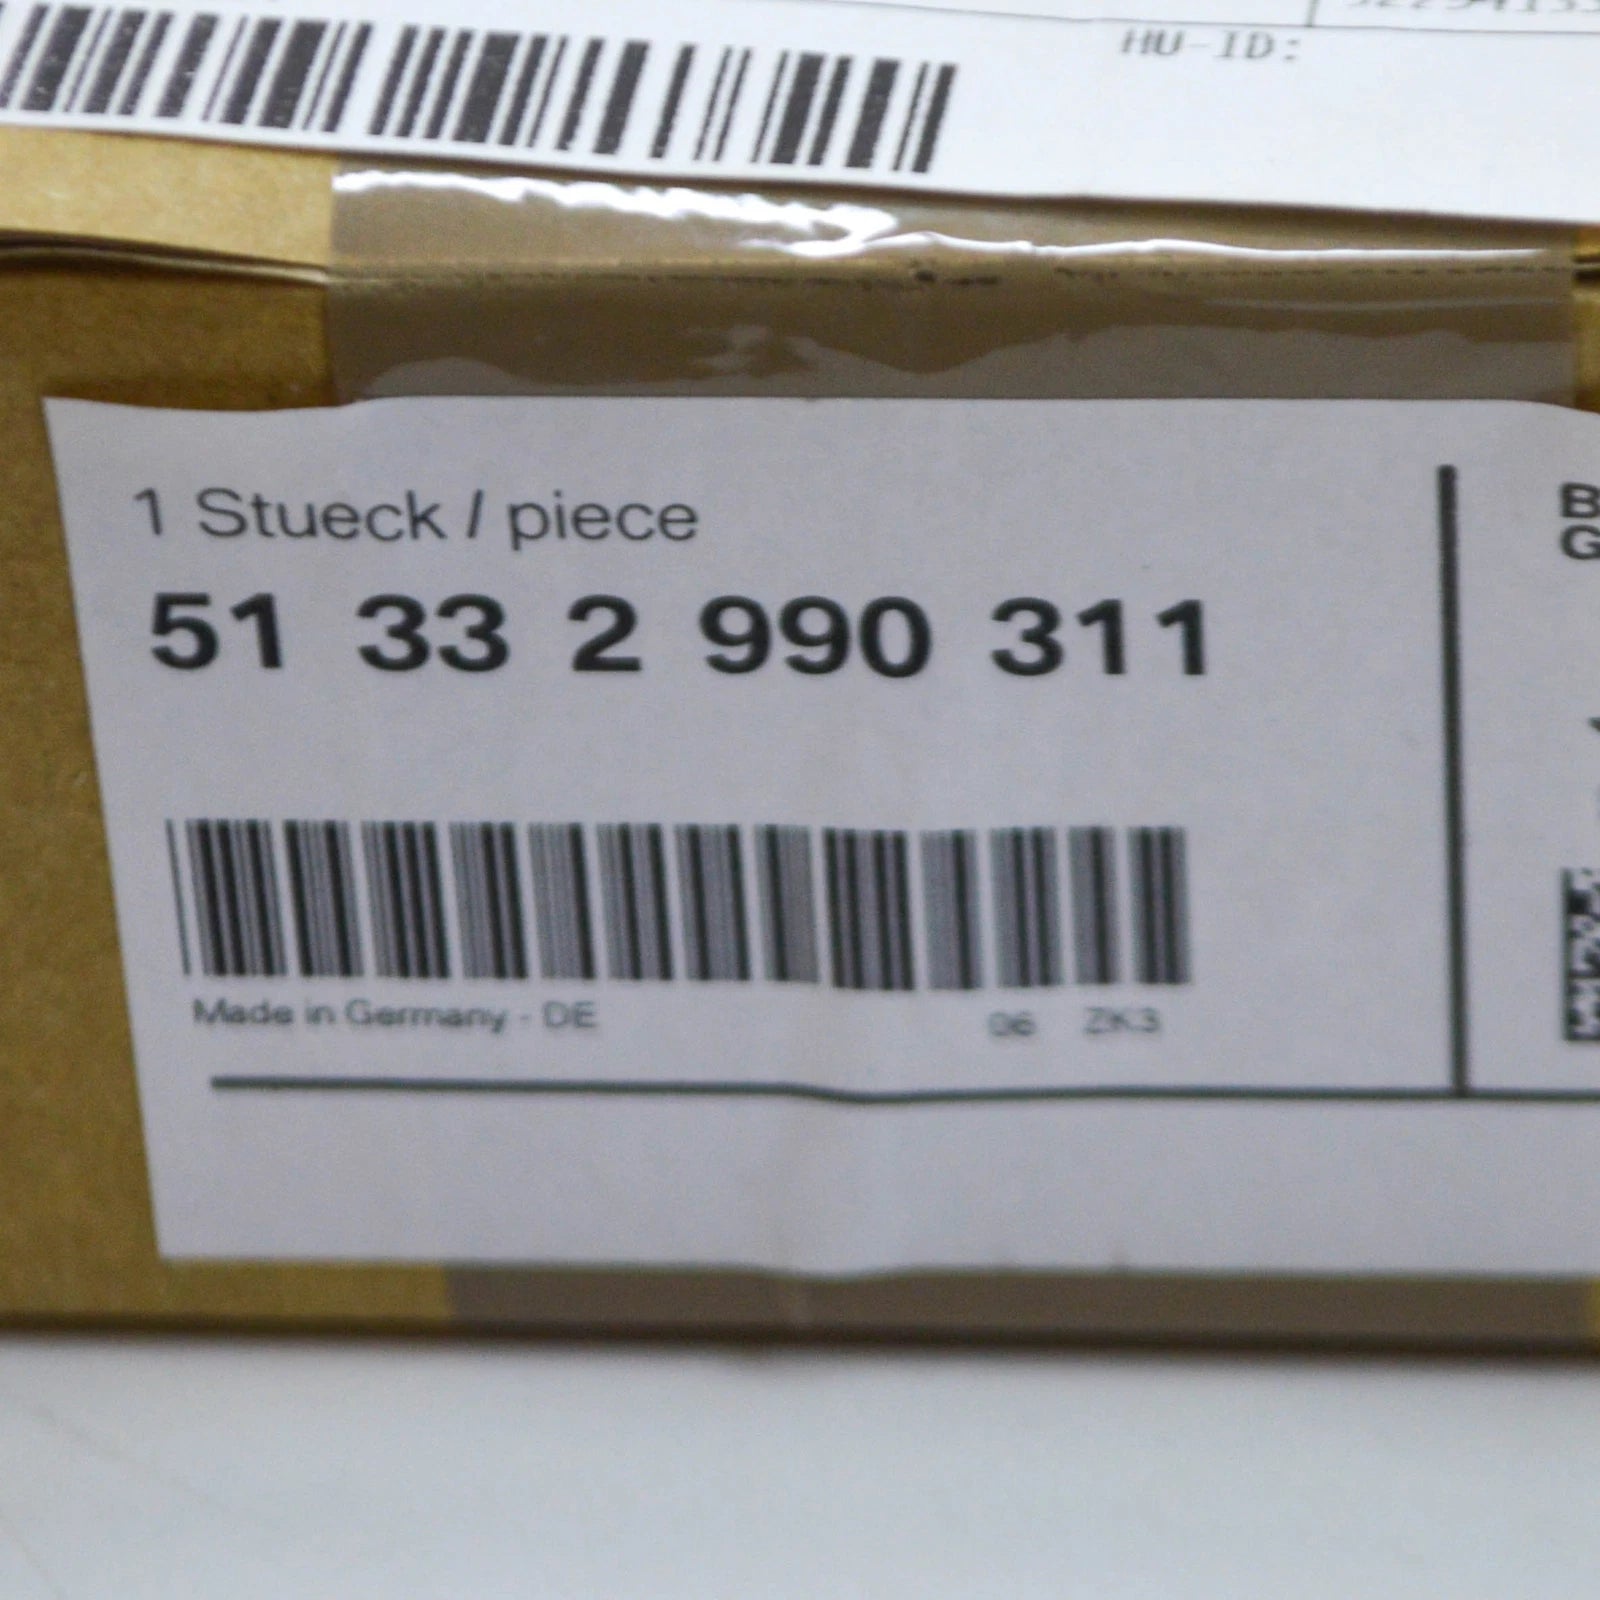 HU-ID:
1 Stueck / piece
51 33 2 990 311
Made in Germany - DE 06 ZK3